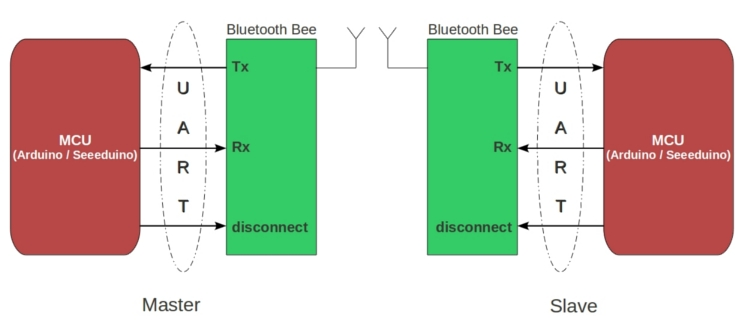 Bluetooth Bee
Bluetooth Bee
Tx
Tx
U
A
R
T
U
A
R
T
MCU
(Arduino / Seeeduino)
Rx
Rx
MCU
(Arduino / Seeeduino)
disconnect
disconnect
Master
Slave